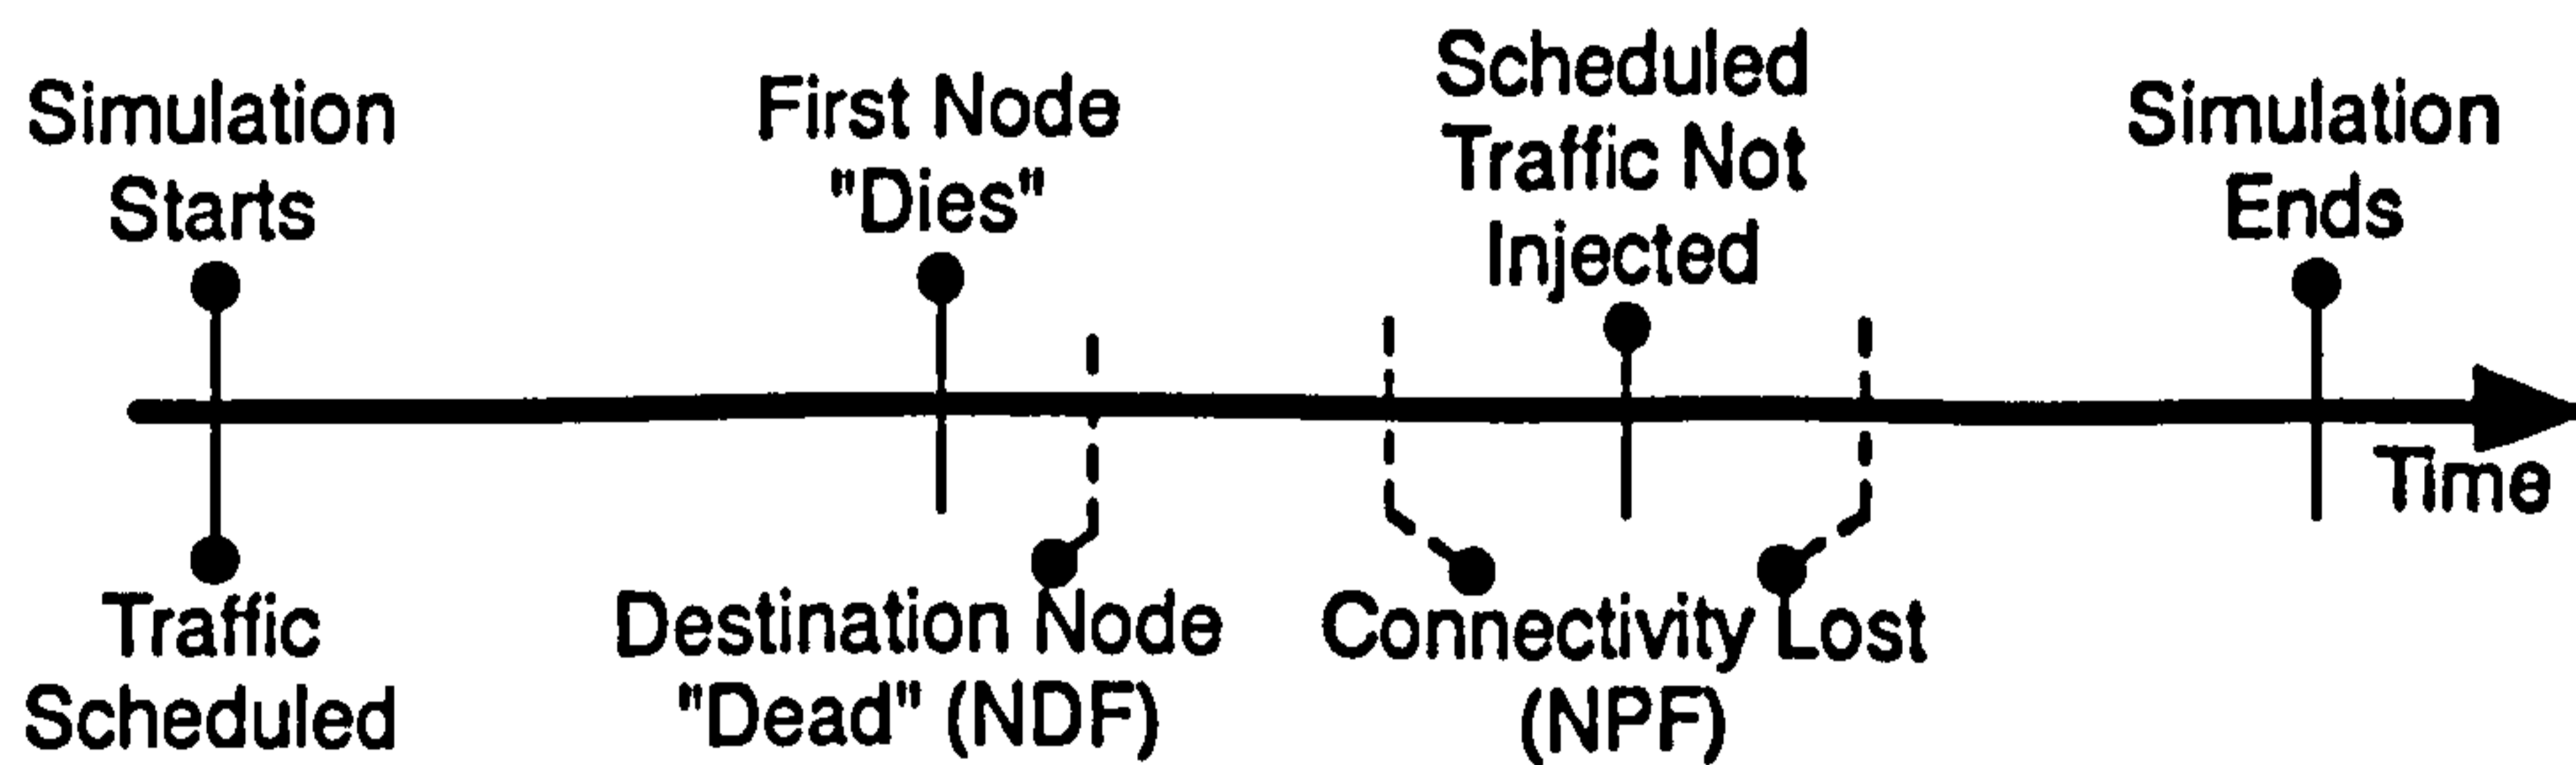 Simulation
Starts
First Node
"Dies"
Scheduled
Traffic Not
Injected
Simulation
Ends
Time
Traffic
Scheduled
Destination Node
"Dead" (NDF)
Connectivity Lost
(NPF)